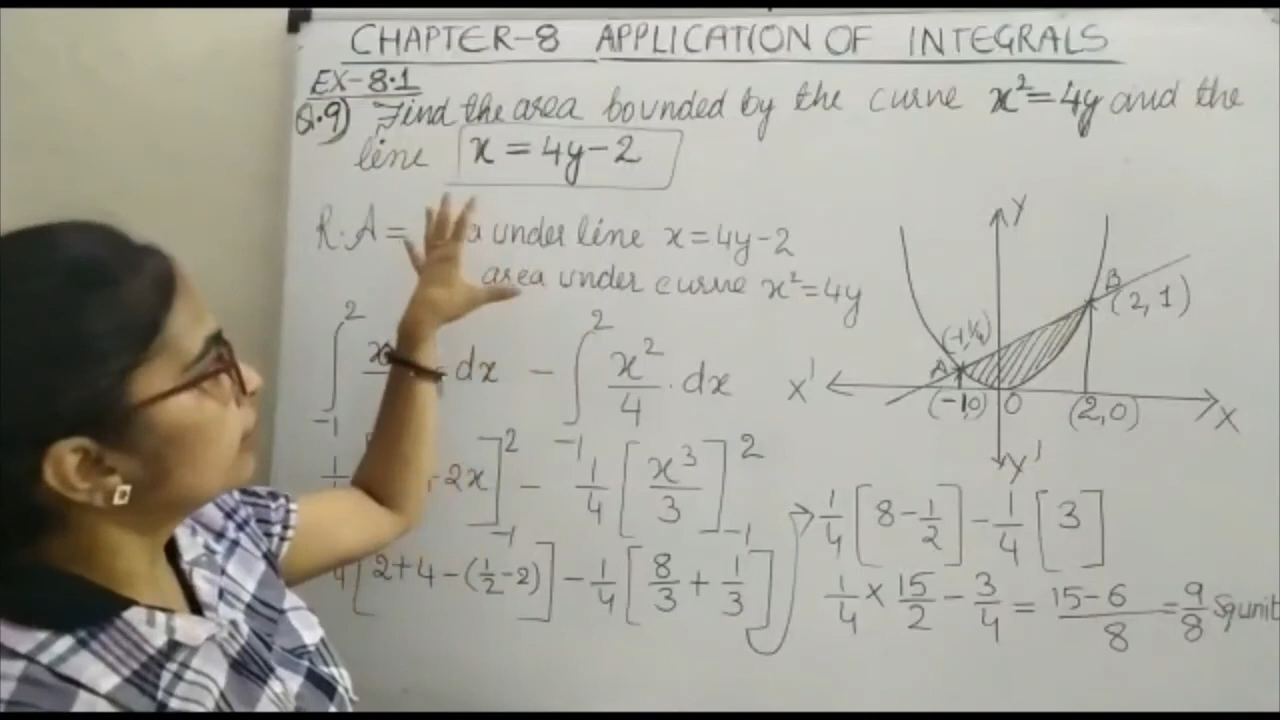 CHAPTER-8 APPLICATION OF INTEGRALS
EX-8.1
Q.9) Find the area bounded by the curve x²=4y and the
line x = 4y-2
R.A = under line x=4y-2
area under curve x²=4y
∫ 2 -1 x dx - ∫ 2 -1 x²/4 . dx
2x]2 -1 - 1/4 [x³/3]2 -1
[2+4-(1/2-2)] - 1/4 [8/3 + 1/3]
1/4 [8-1/2] - 1/4 [3]
1/4 × 15/2 - 3/4 = 15-6/8 = 9/8 Sq unit
Y
B
(2,1)
(-1,1/4)
A
X'
(-1,0)
O
(2,0)
X
Y'